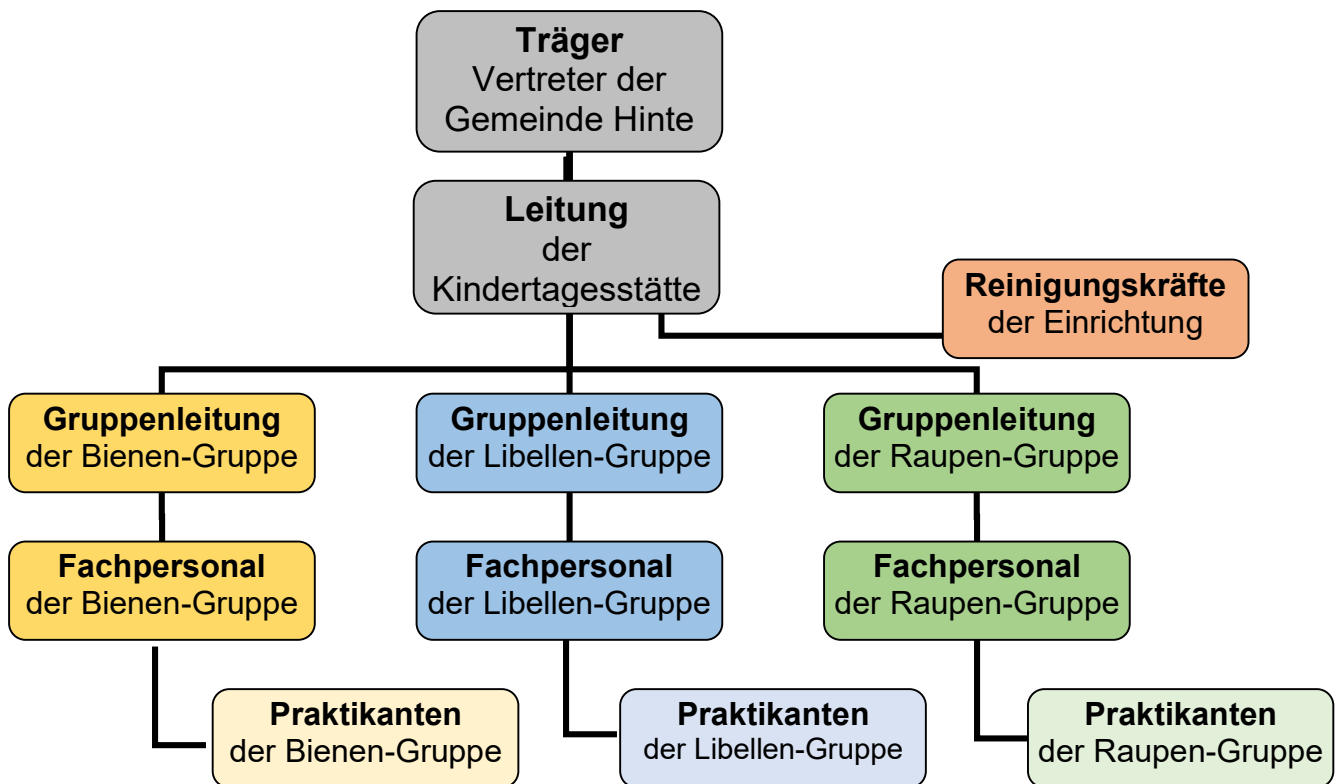 Träger
Vertreter der
Gemeinde Hinte
Leitung
der
Kindertagesstätte
Reinigungskräfte
der Einrichtung
Gruppenleitung
der Bienen-Gruppe
Gruppenleitung
der Libellen-Gruppe
Gruppenleitung
der Raupen-Gruppe
Fachpersonal
der Bienen-Gruppe
Fachpersonal
der Libellen-Gruppe
Fachpersonal
der Raupen-Gruppe
Praktikanten
der Bienen-Gruppe
Praktikanten
der Libellen-Gruppe
Praktikanten
der Raupen-Gruppe